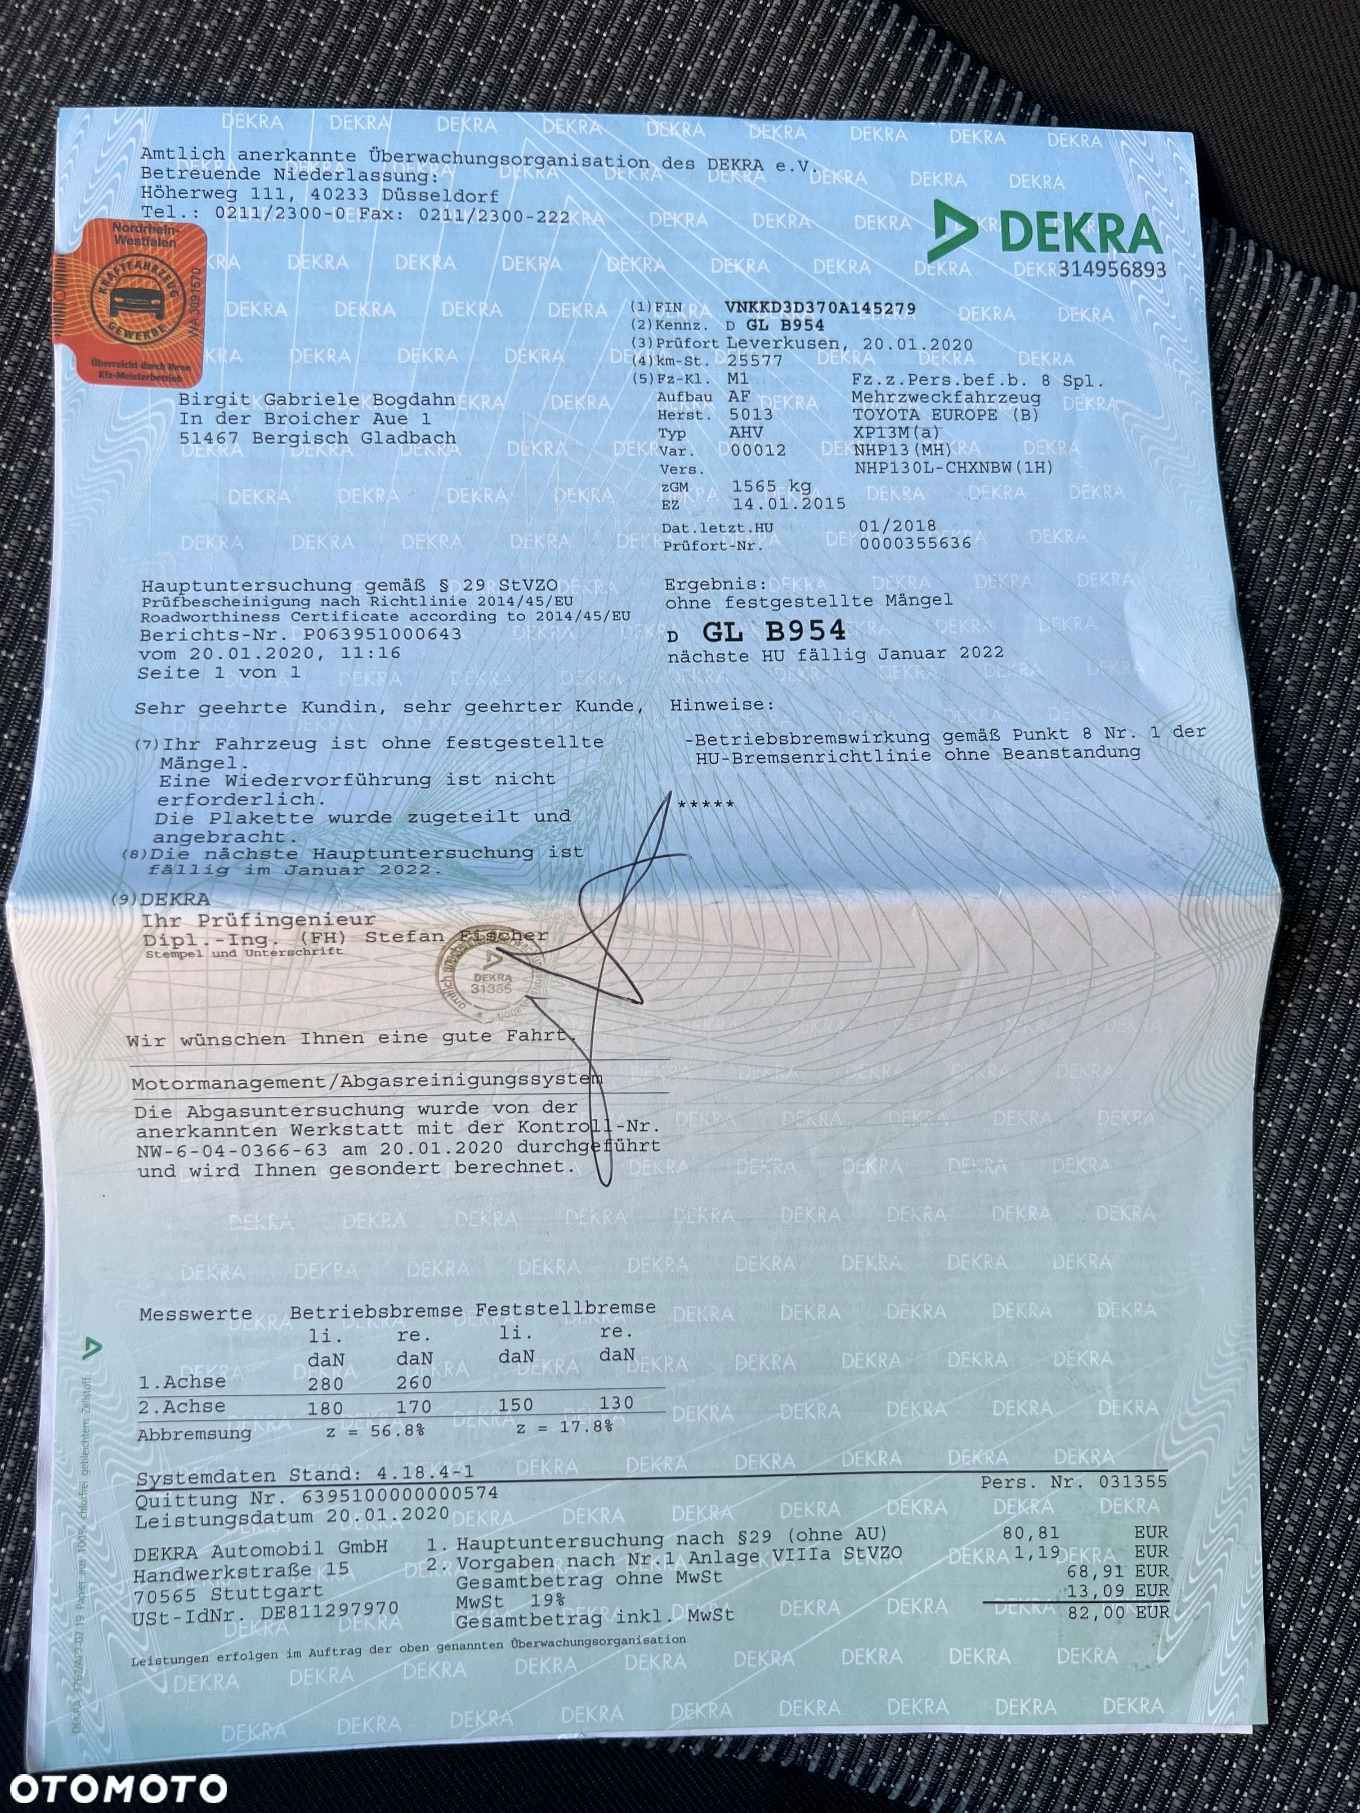 Amtlich anerkannte Überwachungsorganisation des DEKRA e.V.
Betreuende Niederlassung:
Höherweg 111, 40233 Düsseldorf
Tel.: 0211/2300-0 Fax: 0211/2300-222
DEKRA
314956893
Nordrhein-
Westfalen
KRAFTFAHRZEUG
GEWERBE
Überreicht durch Ihren
Kfz-Meisterbetrieb
(1)FIN VNKKD3D370A145279
(2)Kennz. D GL B954
(3)Prüfort Leverkusen, 20.01.2020
(4)km-St. 25577
(5)Fz-Kl. M1 Fz.z.Pers.bef.b. 8 Spl.
Aufbau AF Mehrzweckfahrzeug
Herst. 5013 TOYOTA EUROPE (B)
Typ AHV XP13M(a)
Var. 00012 NHP13(MH)
Vers. NHP130L-CHXNBW(1H)
zGM 1565 kg
EZ 14.01.2015
Dat.letzt.HU 01/2018
Prüfort-Nr. 0000355636
Birgit Gabriele Bogdahn
In der Broicher Aue 1
51467 Bergisch Gladbach
Hauptuntersuchung gemäß § 29 StVZO
Prüfbescheinigung nach Richtlinie 2014/45/EU
Roadworthiness Certificate according to 2014/45/EU
Berichts-Nr. P063951000643
vom 20.01.2020, 11:16
Seite 1 von 1
Ergebnis:
ohne festgestellte Mängel
D GL B954
nächste HU fällig Januar 2022
Sehr geehrte Kundin, sehr geehrter Kunde,
(7)Ihr Fahrzeug ist ohne festgestellte
Mängel.
Eine Wiedervorführung ist nicht
erforderlich.
Die Plakette wurde zugeteilt und
angebracht.
(8)Die nächste Hauptuntersuchung ist
fällig im Januar 2022.
Hinweise:
-Betriebsbremswirkung gemäß Punkt 8 Nr. 1 der
HU-Bremsenrichtlinie ohne Beanstandung
*****
(9)DEKRA
Ihr Prüfingenieur
Dipl.-Ing. (FH) Stefan Fischer
Stempel und Unterschrift
DEKRA
31355
Wir wünschen Ihnen eine gute Fahrt.
Motormanagement/Abgasreinigungssystem
Die Abgasuntersuchung wurde von der
anerkannten Werkstatt mit der Kontroll-Nr.
NW-6-04-0366-63 am 20.01.2020 durchgeführt
und wird Ihnen gesondert berechnet.
Messwerte Betriebsbremse Feststellbremse
li. re. li. re.
daN daN daN daN
1.Achse 280 260
2.Achse 180 170 150 130
Abbremsung z = 56.8% z = 17.8%
Systemdaten Stand: 4.18.4-1
Pers. Nr. 031355
Quittung Nr. 6395100000000574
Leistungsdatum 20.01.2020
DEKRA Automobil GmbH
Handwerkstraße 15
70565 Stuttgart
USt-IdNr. DE811297970
1. Hauptuntersuchung nach §29 (ohne AU) 80,81 EUR
2. Vorgaben nach Nr.1 Anlage VIIIa StVZO 1,19 EUR
Gesamtbetrag ohne MwSt 68,91 EUR
MwSt 19% 13,09 EUR
Gesamtbetrag inkl. MwSt 82,00 EUR
Leistungen erfolgen im Auftrag der oben genannten Überwachungsorganisation
OTOMOTO